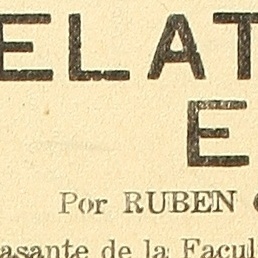 ELAT
E
Por RUBEN
asante de la Facul